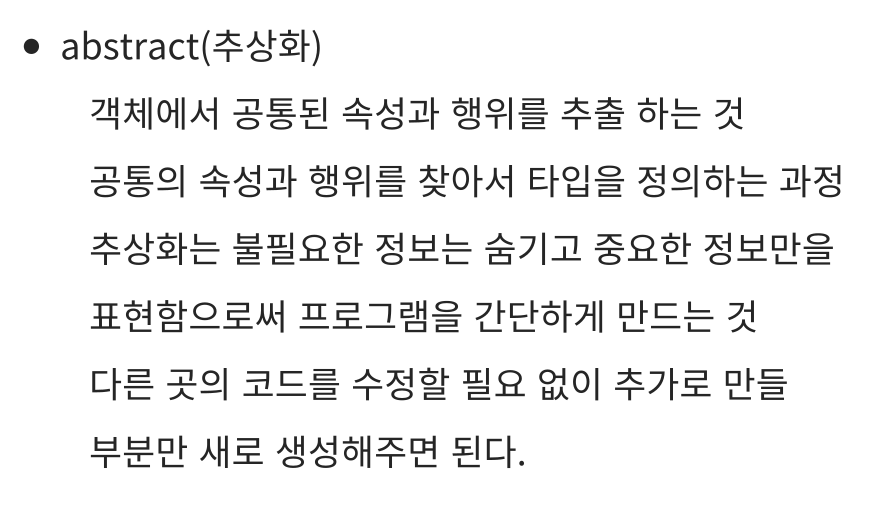 • abstract(추상화)
객체에서 공통된 속성과 행위를 추출 하는 것
공통의 속성과 행위를 찾아서 타입을 정의하는 과정
추상화는 불필요한 정보는 숨기고 중요한 정보만을
표현함으로써 프로그램을 간단하게 만드는 것
다른 곳의 코드를 수정할 필요 없이 추가로 만들
부분만 새로 생성해주면 된다.